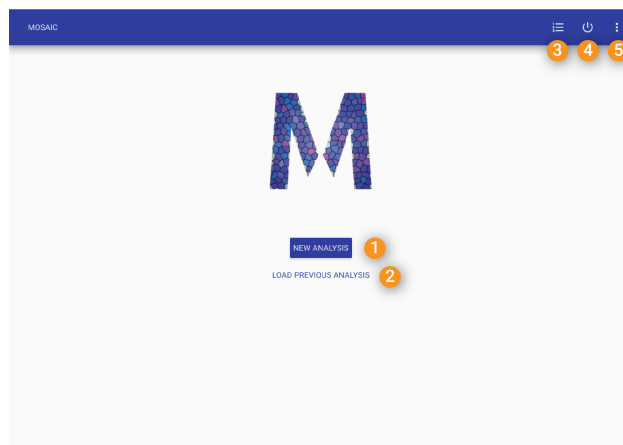 MOSAIC
3 4 5
M
NEW ANALYSIS 1
LOAD PREVIOUS ANALYSIS 2